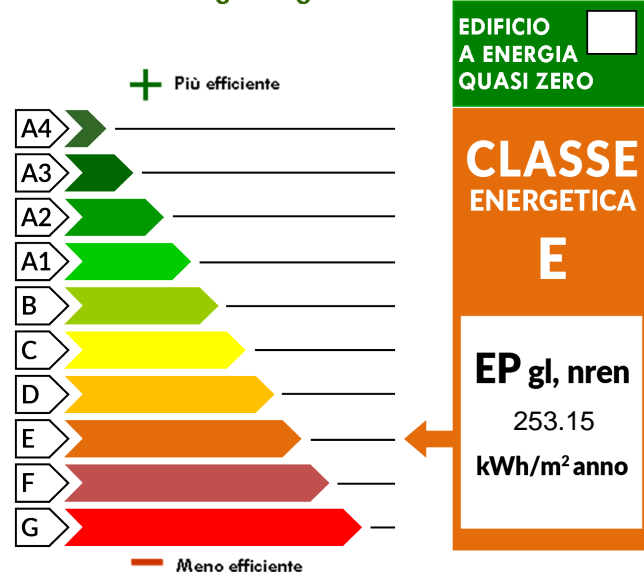 EDIFICIO
A ENERGIA
QUASI ZERO
+ Più efficiente
A4
A3
A2
A1
B
C
D
E
F
G
— Meno efficiente
CLASSE
ENERGETICA
E
EP gl, nren
253.15
kWh/m² anno